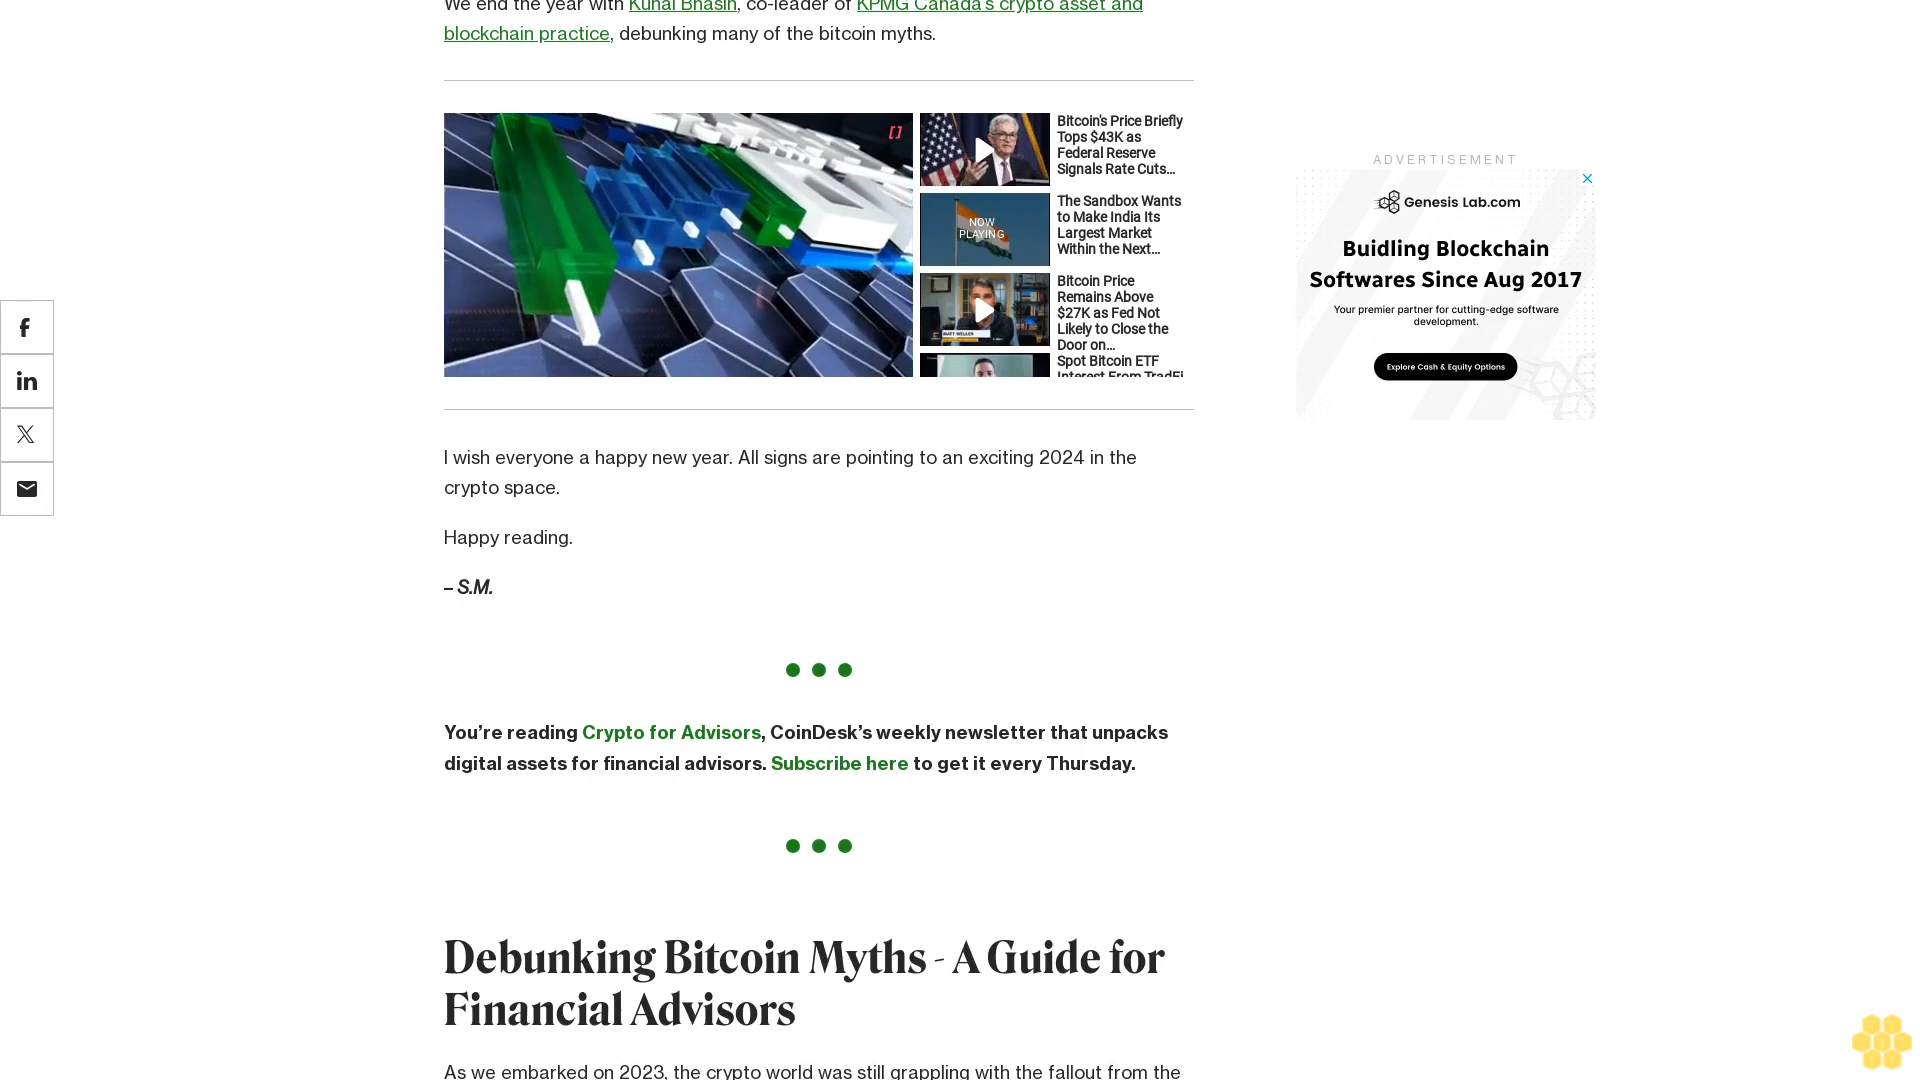 We end the year with Kunal Bhasin, co-leader of KPMG Canada's crypto asset and
blockchain practice, debunking many of the bitcoin myths.
Bitcoin's Price Briefly
Tops $43K as
Federal Reserve
Signals Rate Cuts...
NOW
PLAYING
The Sandbox Wants
to Make India Its
Largest Market
Within the Next...
MATT WELLER
Bitcoin Price
Remains Above
$27K as Fed Not
Likely to Close the
Door on...
Spot Bitcoin ETF
Interest From TradFi
ADVERTISEMENT
Genesis Lab.com
Buidling Blockchain
Softwares Since Aug 2017
Your premier partner for cutting-edge software
development.
Explore Cash & Equity Options
I wish everyone a happy new year. All signs are pointing to an exciting 2024 in the
crypto space.
Happy reading.
– S.M.
You’re reading Crypto for Advisors, CoinDesk’s weekly newsletter that unpacks
digital assets for financial advisors. Subscribe here to get it every Thursday.
Debunking Bitcoin Myths - A Guide for
Financial Advisors
As we embarked on 2023, the crypto world was still grappling with the fallout from the